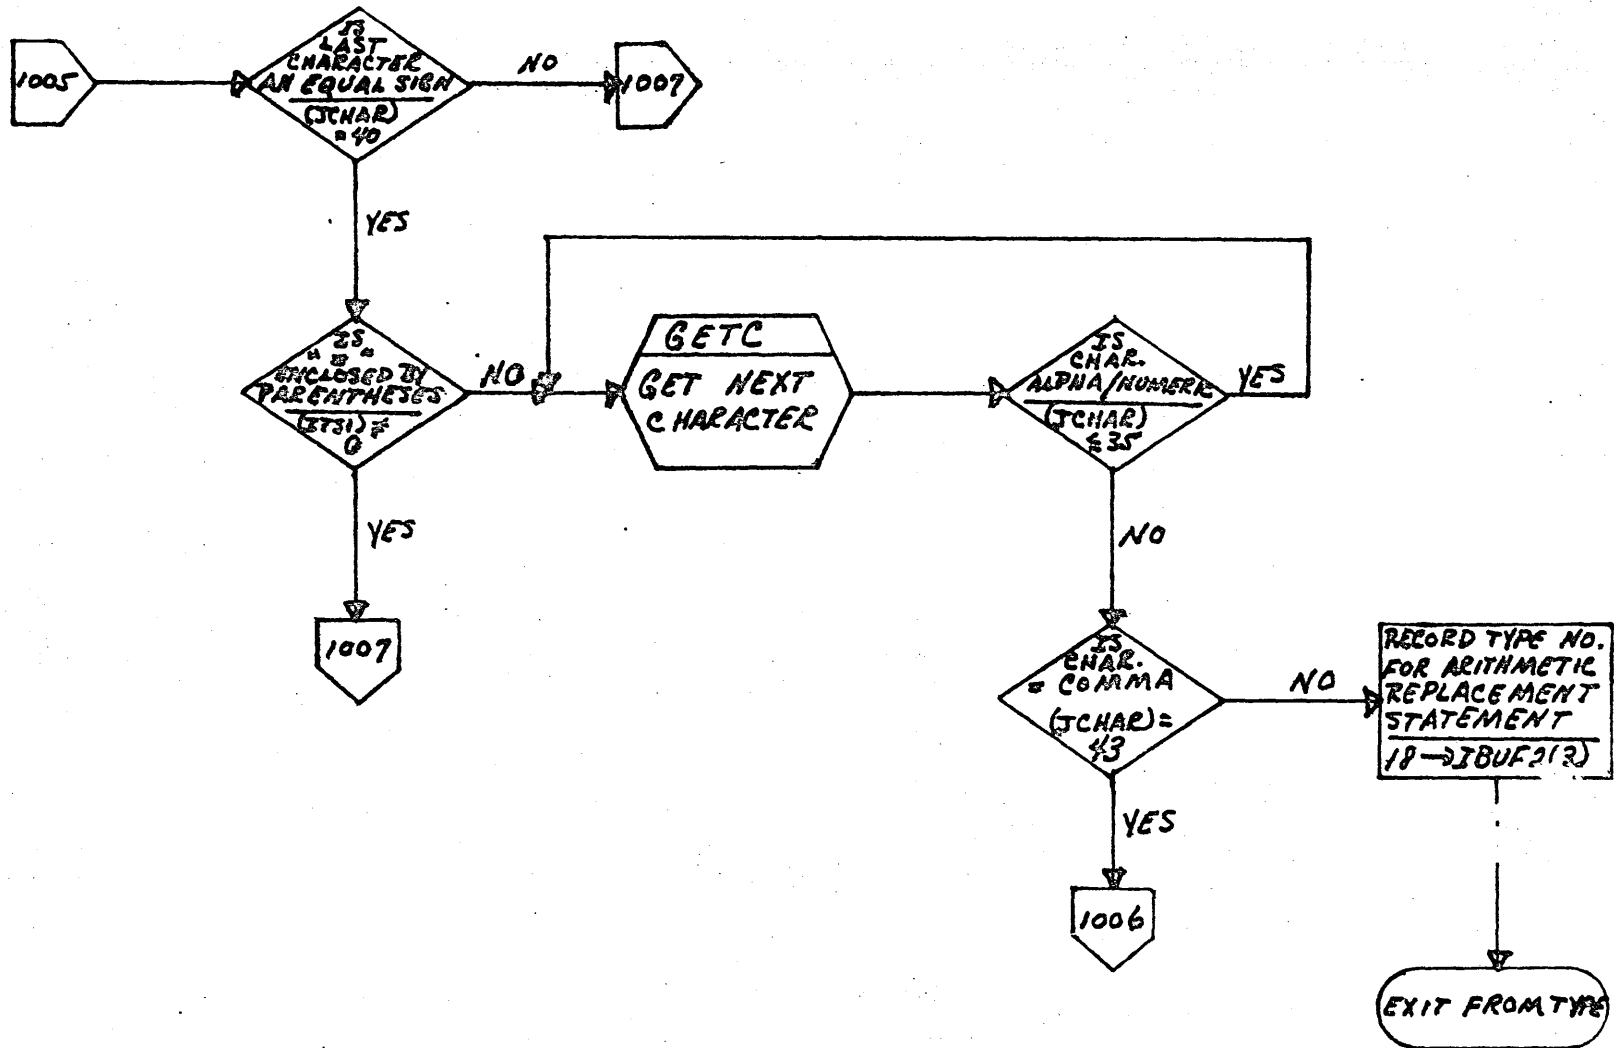 1005
IS
LAST
CHARACTER
AN EQUAL SIGN
(JCHAR)
= 40
NO
1007
YES
IS
"="
ENCLOSED BY
PARENTHESES
(ITS1) ≠
0
NO
GETC
GET NEXT
CHARACTER
IS
CHAR.
ALPHA/NUMERIC
(JCHAR)
≤ 35
YES
YES
1007
NO
IS
CHAR.
= COMMA
(JCHAR) =
43
NO
RECORD TYPE NO.
FOR ARITHMETIC
REPLACEMENT
STATEMENT
18→IBUF2(3)
YES
1006
EXIT FROM TYPE